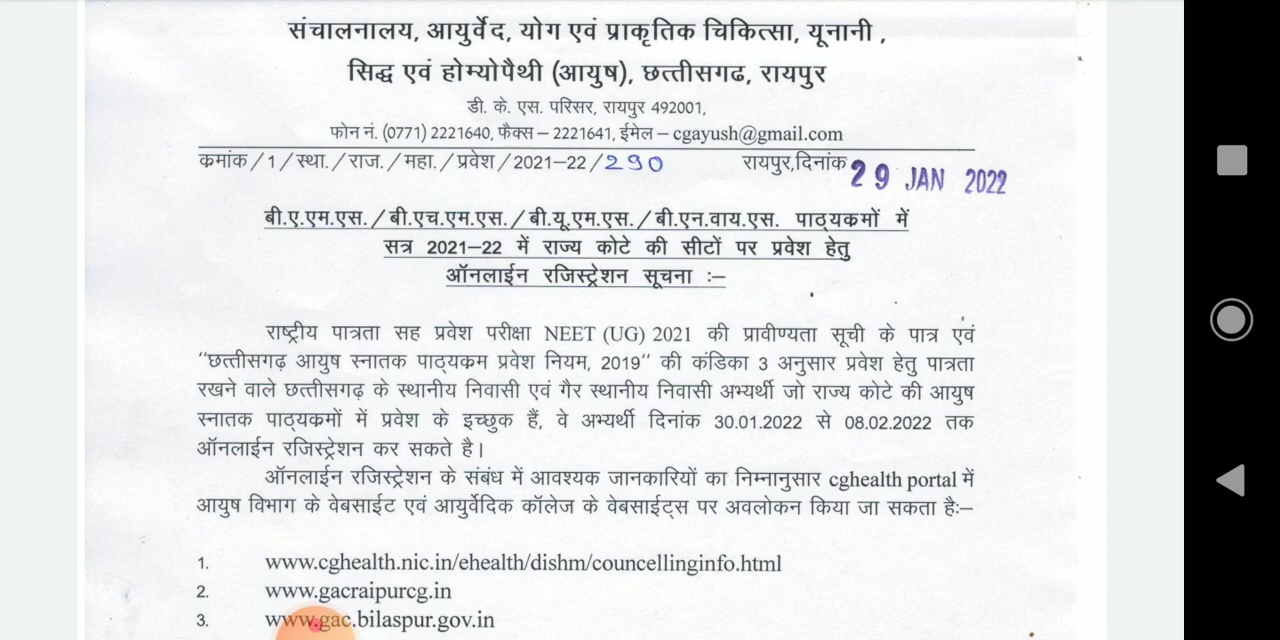 संचालनालय, आयुर्वेद, योग एवं प्राकृतिक चिकित्सा, यूनानी ,
सिद्ध एवं होम्योपैथी (आयुष), छत्तीसगढ, रायपुर
डी. के. एस. परिसर, रायपुर 492001,
फोन नं. (0771) 2221640, फैक्स – 2221641, ईमेल – cgayush@gmail.com
कमांक / 1 / स्था. / राज. / महा. / प्रवेश / 2021–22 / 290 रायपुर,दिनांक 29 JAN 2022
बी.ए.एम.एस. / बी.एच.एम.एस. / बी.यू.एम.एस. / बी.एन.वाय.एस. पाठ्यकमों में
सत्र 2021–22 में राज्य कोटे की सीटों पर प्रवेश हेतु
ऑनलाईन रजिस्ट्रेशन सूचना :–
राष्ट्रीय पात्रता सह प्रवेश परीक्षा NEET (UG) 2021 की प्रावीण्यता सूची के पात्र एवं
"छत्तीसगढ़ आयुष स्नातक पाठ्यकम प्रवेश नियम, 2019" की कंडिका 3 अनुसार प्रवेश हेतु पात्रता
रखने वाले छत्तीसगढ़ के स्थानीय निवासी एवं गैर स्थानीय निवासी अभ्यर्थी जो राज्य कोटे की आयुष
स्नातक पाठ्यकमों में प्रवेश के इच्छुक हैं, वे अभ्यर्थी दिनांक 30.01.2022 से 08.02.2022 तक
ऑनलाईन रजिस्ट्रेशन कर सकते है।
ऑनलाईन रजिस्ट्रेशन के संबंध में आवश्यक जानकारियों का निम्नानुसार cghealth portal में
आयुष विभाग के वेबसाईट एवं आयुर्वेदिक कॉलेज के वेबसाईट्स पर अवलोकन किया जा सकता है:–
1. www.cghealth.nic.in/ehealth/dishm/councellinginfo.html
2. www.gacraipurcg.in
3. www.gac.bilaspur.gov.in